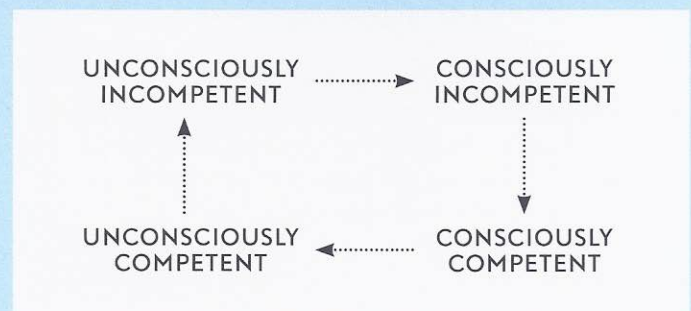 UNCONSCIOUSLY
INCOMPETENT
CONSCIOUSLY
INCOMPETENT
UNCONSCIOUSLY
COMPETENT
CONSCIOUSLY
COMPETENT